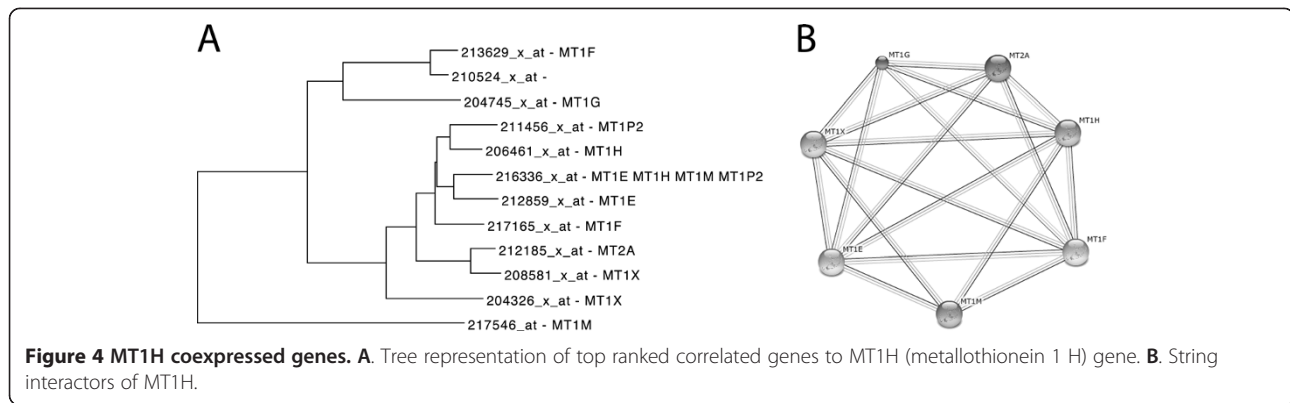 A
213629_x_at - MT1F
210524_x_at -
204745_x_at - MT1G
211456_x_at - MT1P2
206461_x_at - MT1H
216336_x_at - MT1E MT1H MT1M MT1P2
212859_x_at - MT1E
217165_x_at - MT1F
212185_x_at - MT2A
208581_x_at - MT1X
204326_x_at - MT1X
217546_at - MT1M
B
MT1G
MT2A
MT1X
MT1H
MT1E
MT1F
MT1M
Figure 4 MT1H coexpressed genes. A. Tree representation of top ranked correlated genes to MT1H (metallothionein 1 H) gene. B. String
interactors of MT1H.